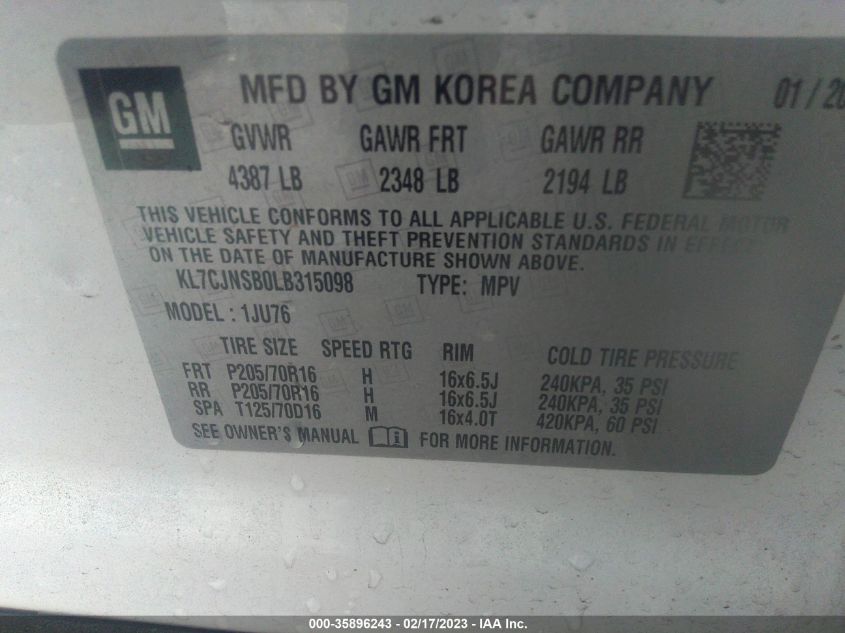 GM
MFD BY GM KOREA COMPANY 01/20
GVWR GAWR FRT GAWR RR
4387 LB 2348 LB 2194 LB
THIS VEHICLE CONFORMS TO ALL APPLICABLE U.S. FEDERAL MOTOR
VEHICLE SAFETY AND THEFT PREVENTION STANDARDS IN EFFECT
ON THE DATE OF MANUFACTURE SHOWN ABOVE.
KL7CJNSB0LB315098 TYPE: MPV
MODEL: 1JU76
TIRE SIZE SPEED RTG RIM COLD TIRE PRESSURE
FRT P205/70R16 H 16x6.5J 240KPA, 35 PSI
RR P205/70R16 H 16x6.5J 240KPA, 35 PSI
SPA T125/70D16 M 16x4.0T 420KPA, 60 PSI
SEE OWNER'S MANUAL FOR MORE INFORMATION.
000-35896243 - 02/17/2023 - IAA Inc.